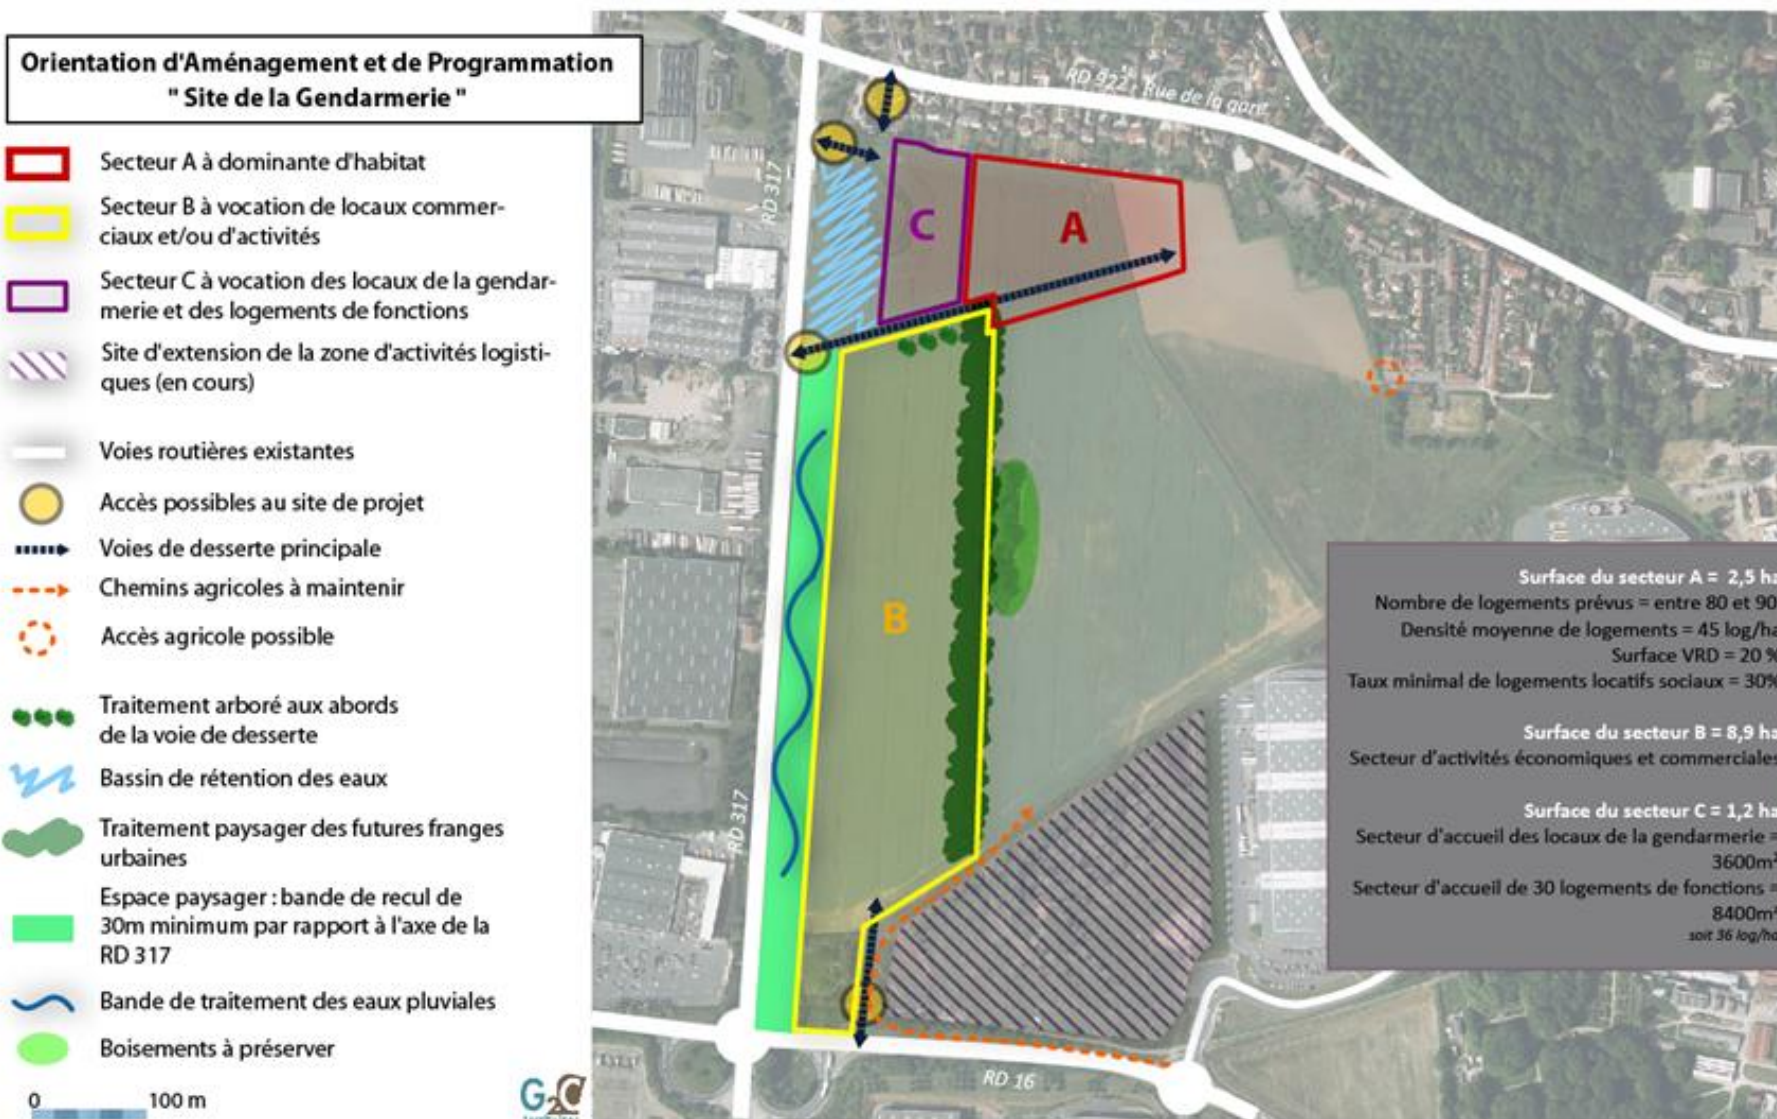 Orientation d'Aménagement et de Programmation
" Site de la Gendarmerie "
Secteur A à dominante d'habitat
Secteur B à vocation de locaux commer-
ciaux et/ou d'activités
Secteur C à vocation des locaux de la gendar-
merie et des logements de fonctions
Site d'extension de la zone d'activités logisti-
ques (en cours)
Voies routières existantes
Accès possibles au site de projet
Voies de desserte principale
Chemins agricoles à maintenir
Accès agricole possible
Traitement arboré aux abords
de la voie de desserte
Bassin de rétention des eaux
Traitement paysager des futures franges
urbaines
Espace paysager : bande de recul de
30m minimum par rapport à l'axe de la
RD 317
Bande de traitement des eaux pluviales
Boisements à préserver
0 100 m
G2C
RD 922 - Rue de la gare
RD 317
C
A
B
RD 317
RD 16
Surface du secteur A = 2,5 ha
Nombre de logements prévus = entre 80 et 90
Densité moyenne de logements = 45 log/ha
Surface VRD = 20 %
Taux minimal de logements locatifs sociaux = 30%
Surface du secteur B = 8,9 ha
Secteur d'activités économiques et commerciales
Surface du secteur C = 1,2 ha
Secteur d'accueil des locaux de la gendarmerie =
3600m²
Secteur d'accueil de 30 logements de fonctions =
8400m²
soit 36 log/ha